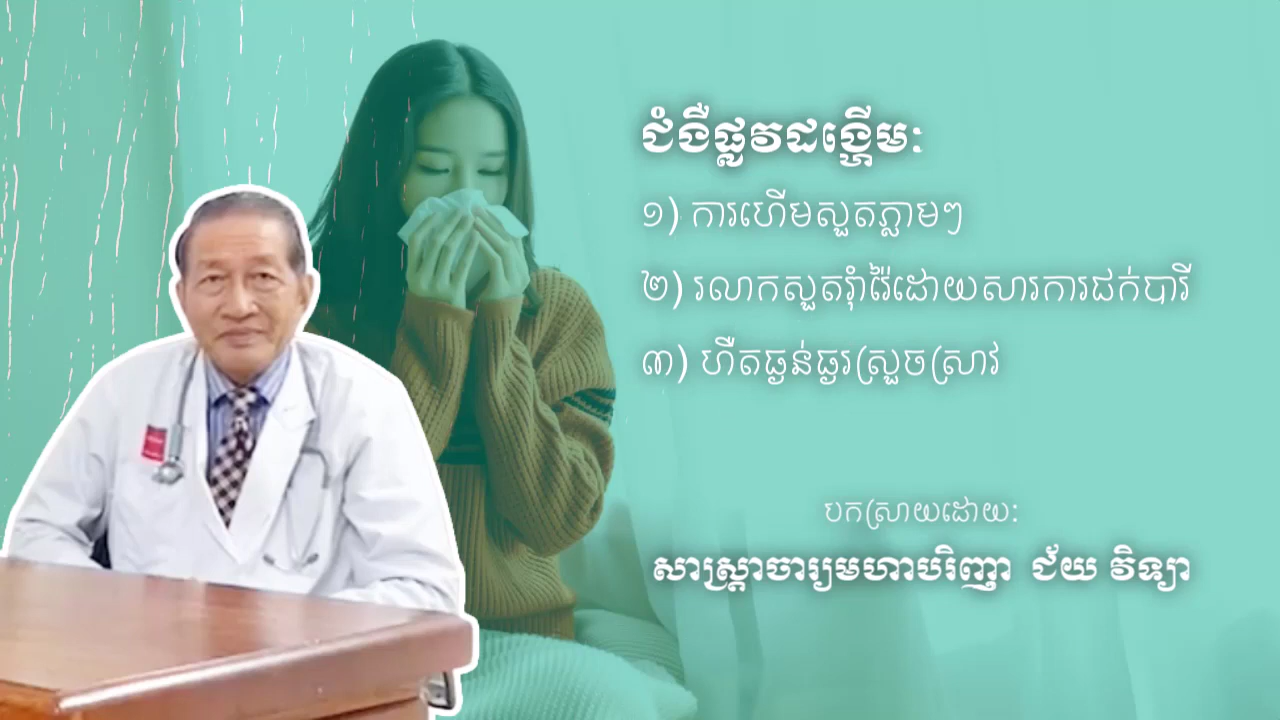 ជំងឺផ្លូវដង្ហើមៈ
១) ការហើមសួតភ្លាមៗ
២) រលាកសួតរ៉ាំរ៉ៃដោយសារការជក់បារី
៣) ហឺតធ្ងន់ធ្ងរស្រួចស្រាវ
បកស្រាយដោយៈ
សាស្ត្រាចារ្យមហាបរិញ្ញា ជ័យ វិទ្យា